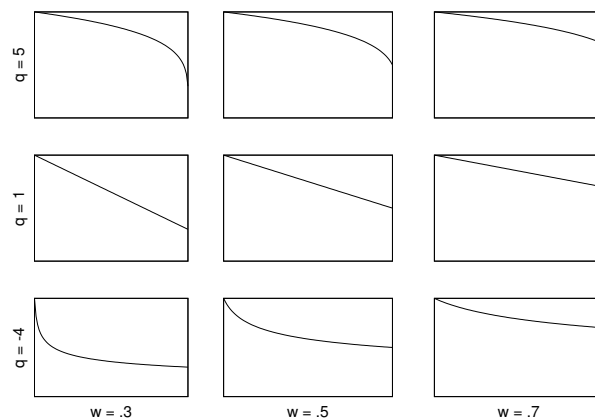 q = 5
q = 1
q = -4
w = .3 w = .5 w = .7